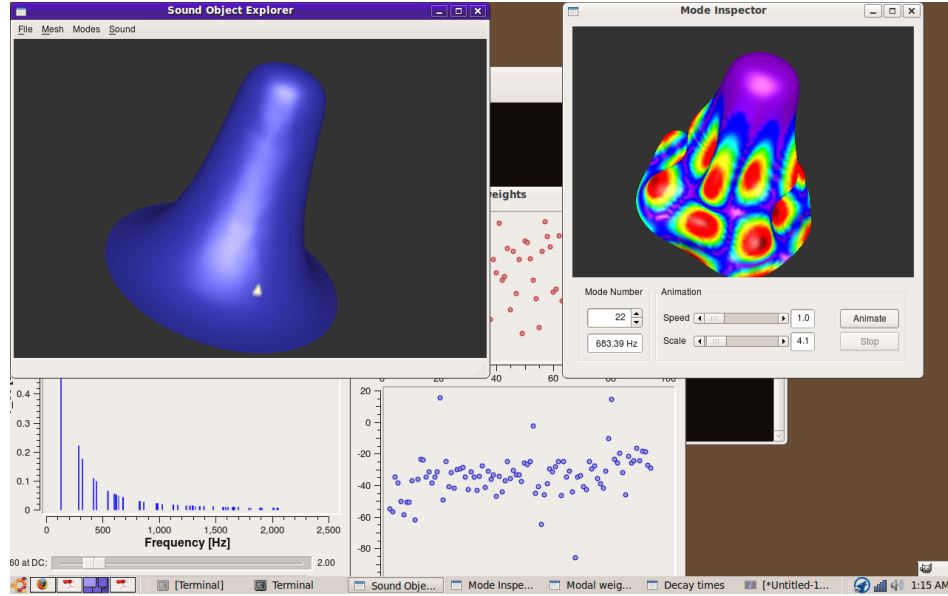 Sound Object Explorer
File Mesh Modes Sound
Mode Inspector
Mode Number
22
683.39 Hz
Animation
Speed 1.0 Animate
Scale 4.1 Stop
eights
0 20 40 60 80 100
0.4
0.3
0.2
0.1
0
0 500 1,000 1,500 2,000 2,500
Frequency [Hz]
60 at DC: 2.00
20
0
-20
-40
-60
-80
[Terminal] Terminal Sound Obje... Mode Inspe... Modal weig... Decay times [*Untitled-1... 1:15 AM